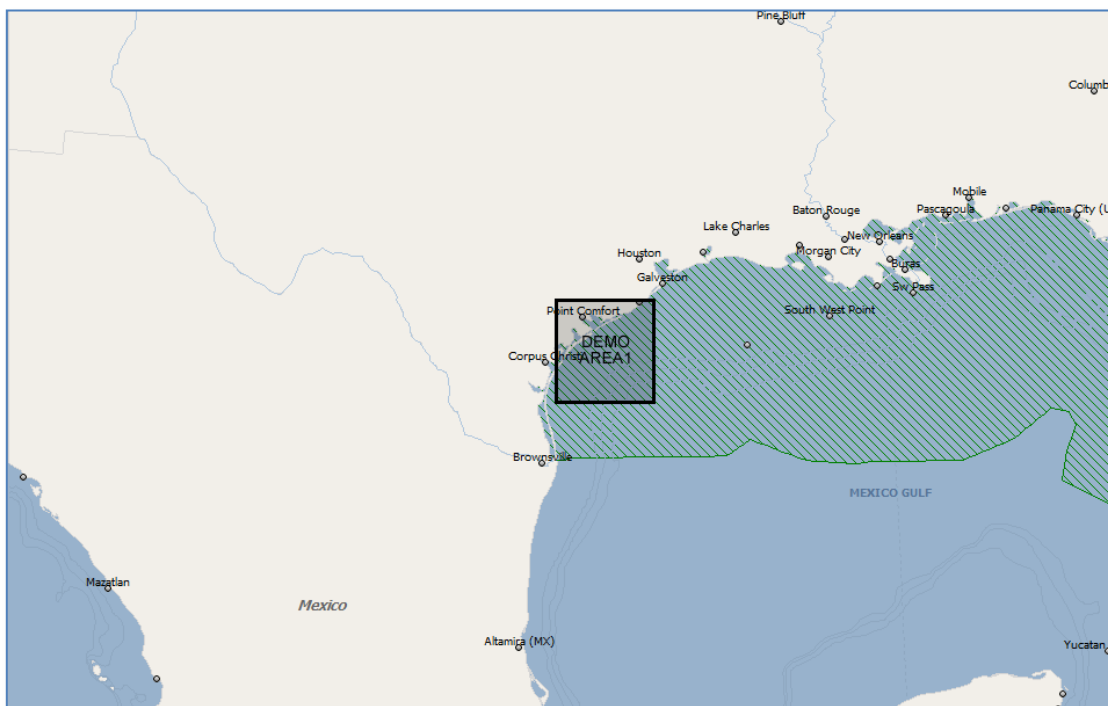 Pine Bluff
Columb
Mobile
Baton Rouge
Pascagoula
Panama City (U
Lake Charles
New Orleans
Houston
Morgan City
Buras
Galveston
Sw Pass
Point Comfort
South West Point
DEMO
AREA1
Corpus Christ
Brownsville
MEXICO GULF
Mazatlan
Mexico
Altamira (MX)
Yucatan